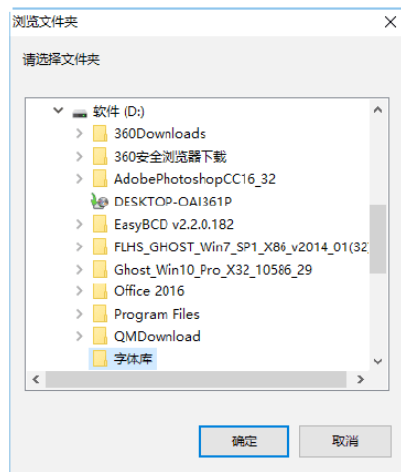 浏览文件夹
请选择文件夹
软件 (D:)
360Downloads
360安全浏览器下载
AdobePhotoshopCC16_32
DESKTOP-OAI361P
EasyBCD v2.2.0.182
FLHS_GHOST_Win7_SP1_X86_v2014_01(32
Ghost_Win10_Pro_X32_10586_29
Office 2016
Program Files
QMDownload
字体库
确定 取消